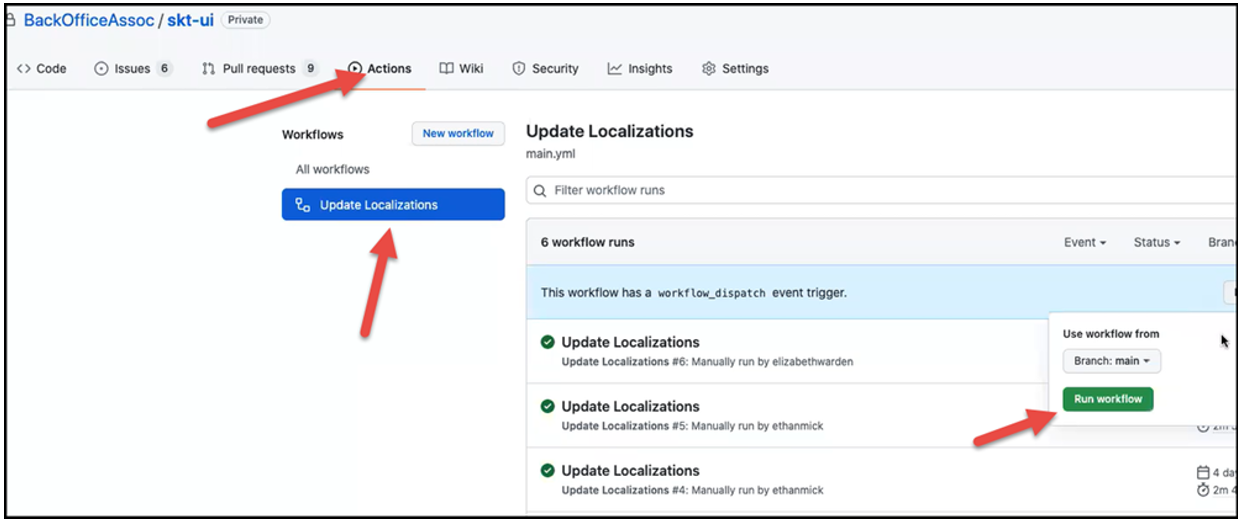 BackOfficeAssoc / skt-ui Private
Code Issues 6 Pull requests 9 Actions Wiki Security Insights Settings
Workflows New workflow
All workflows
Update Localizations
Update Localizations
main.yml
Filter workflow runs
6 workflow runs Event Status
This workflow has a workflow_dispatch event trigger.
Use workflow from
Branch: main
Run workflow
Update Localizations
Update Localizations #6: Manually run by elizabethwarden
Update Localizations
Update Localizations #5: Manually run by ethanmick
Update Localizations
Update Localizations #4: Manually run by ethanmick
4
2m